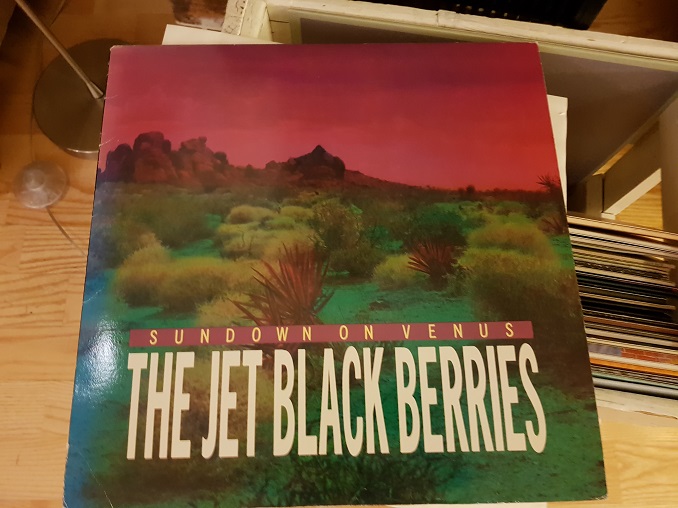 SUNDOWN ON VENUS
THE JET BLACK BERRIES